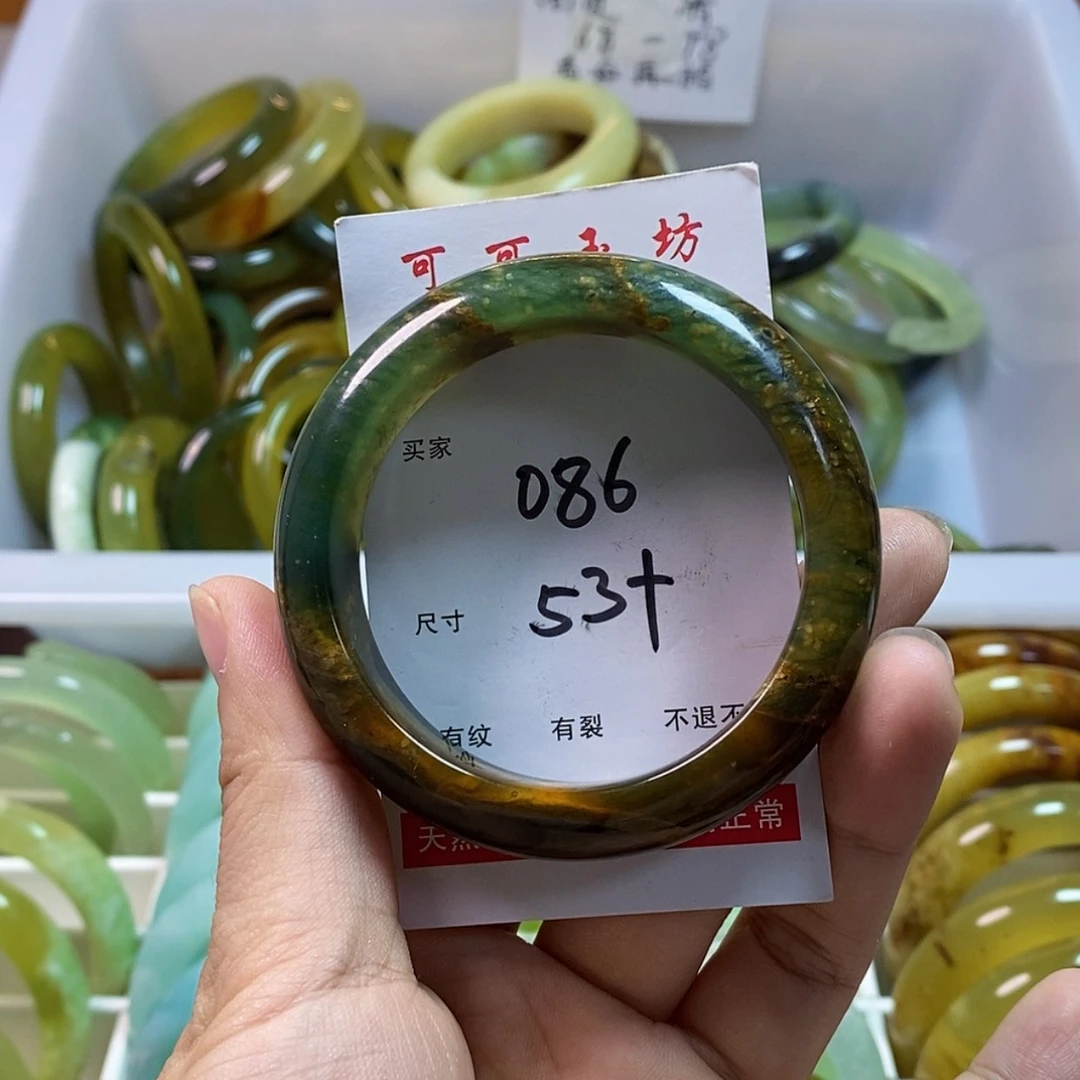 可可玉坊
买家
086
尺寸
53+
有纹 有裂 不退不
天然 正常